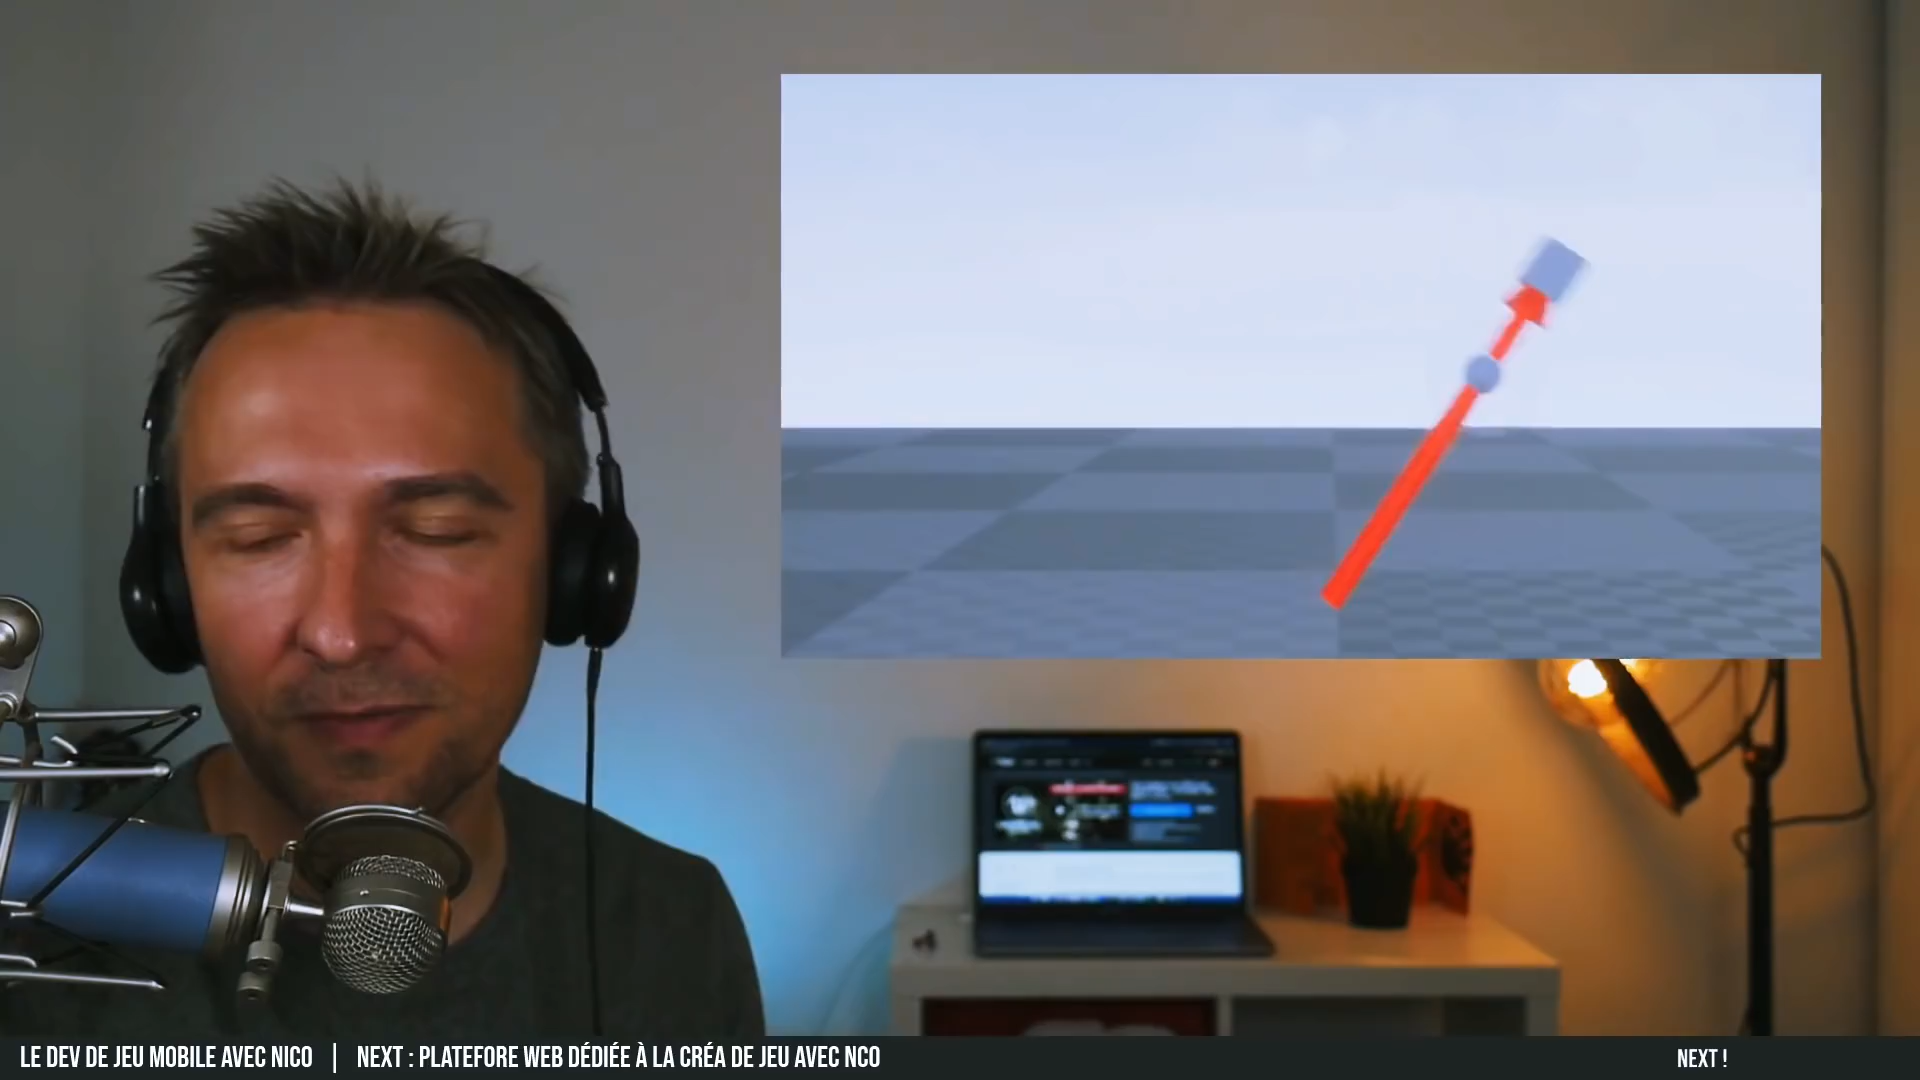 LE DEV DE JEU MOBILE AVEC NICO | NEXT : PLATEFORE WEB DÉDIÉE À LA CRÉA DE JEU AVEC NCO
NEXT !